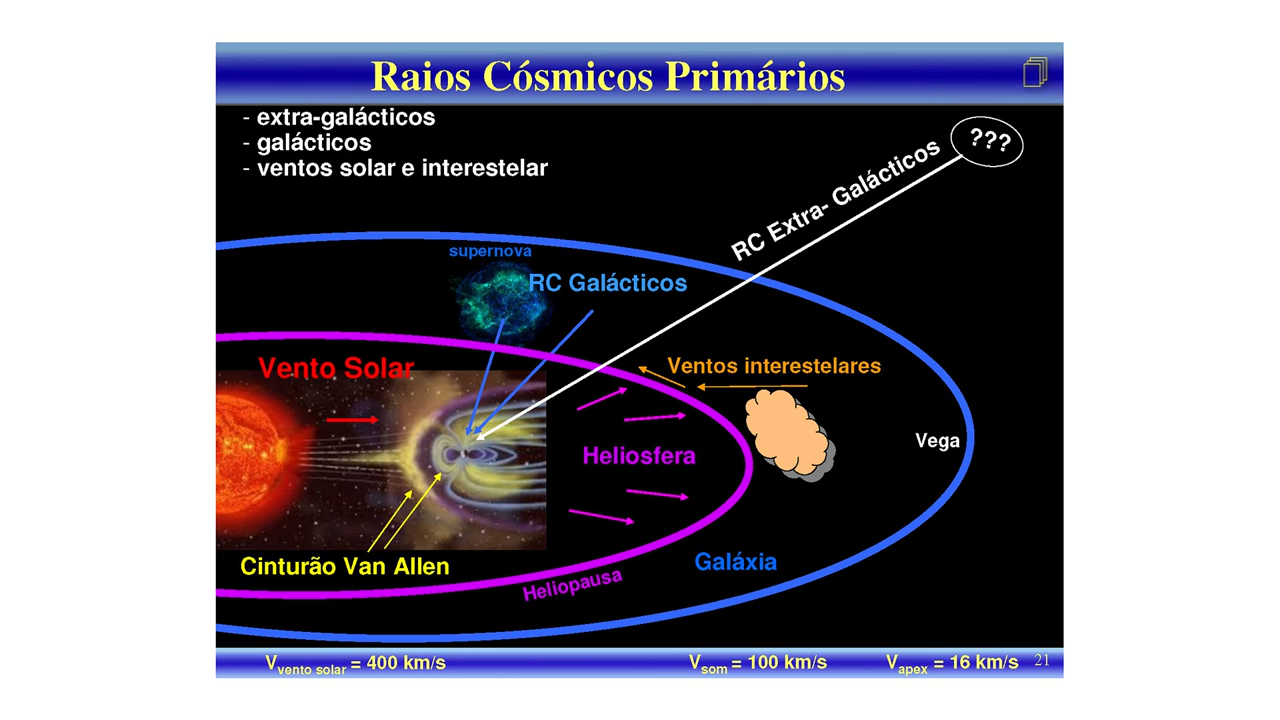 Raios Cósmicos Primários
- extra-galácticos
- galácticos
- ventos solar e interestelar
???
RC Extra- Galácticos
supernova
RC Galácticos
Vento Solar
Ventos interestelares
Vega
Heliosfera
Cinturão Van Allen
Galáxia
Heliopausa
Vvento solar = 400 km/s
Vsom = 100 km/s
Vapex = 16 km/s
21